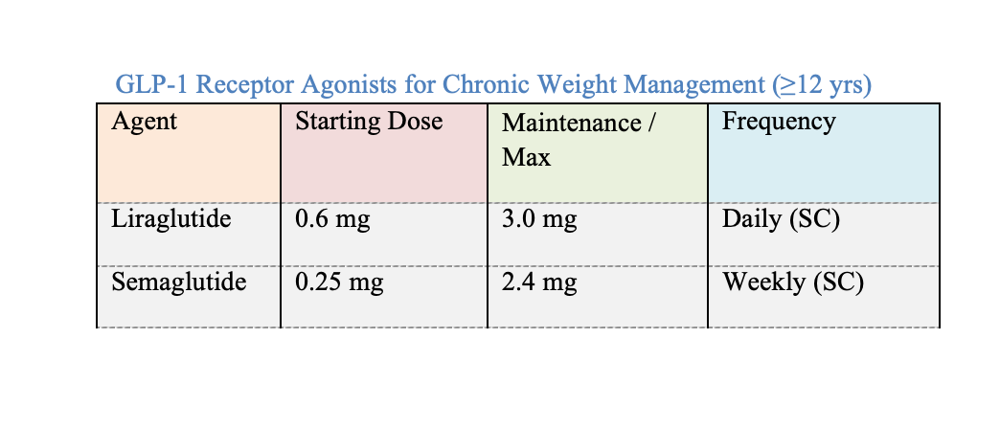 GLP-1 Receptor Agonists for Chronic Weight Management (≥12 yrs)
Agent Starting Dose Maintenance / Frequency
Max
Liraglutide 0.6 mg 3.0 mg Daily (SC)
Semaglutide 0.25 mg 2.4 mg Weekly (SC)